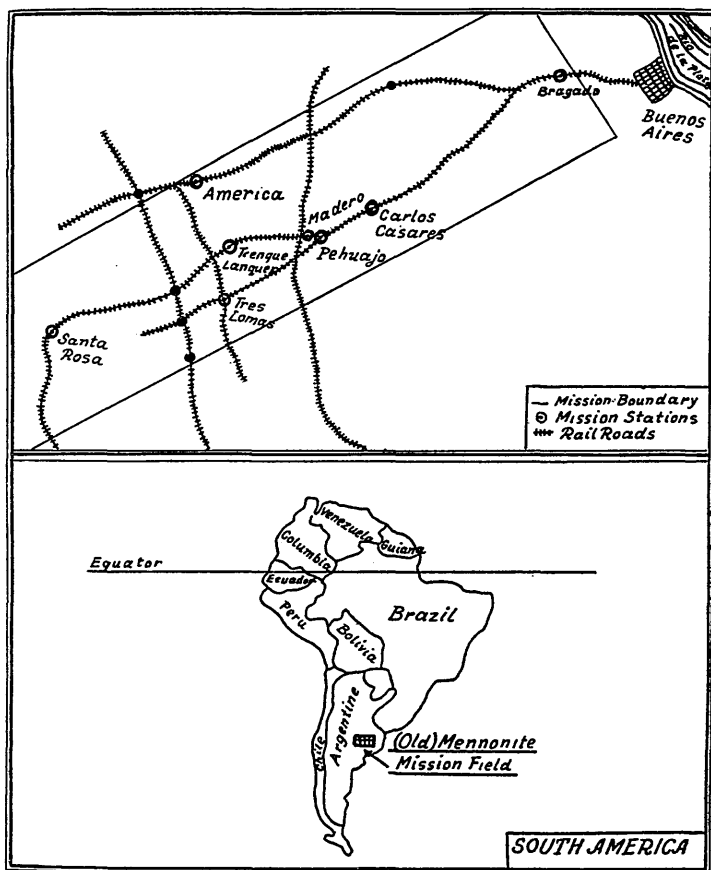 Rio
de la Plata
Bragado
Buenos
Aires
America
Madero
Carlos
Casares
Pehuajo
Trenque
Lanquen
Tres
Lomas
Santa
Rosa
Mission-Boundary
Mission Stations
Rail Roads
Venezuela
Columbia
Guiana
Equator
Ecuador
Peru
Brazil
Bolivia
Argentine
Chile
(Old) Mennonite
Mission Field
SOUTH AMERICA